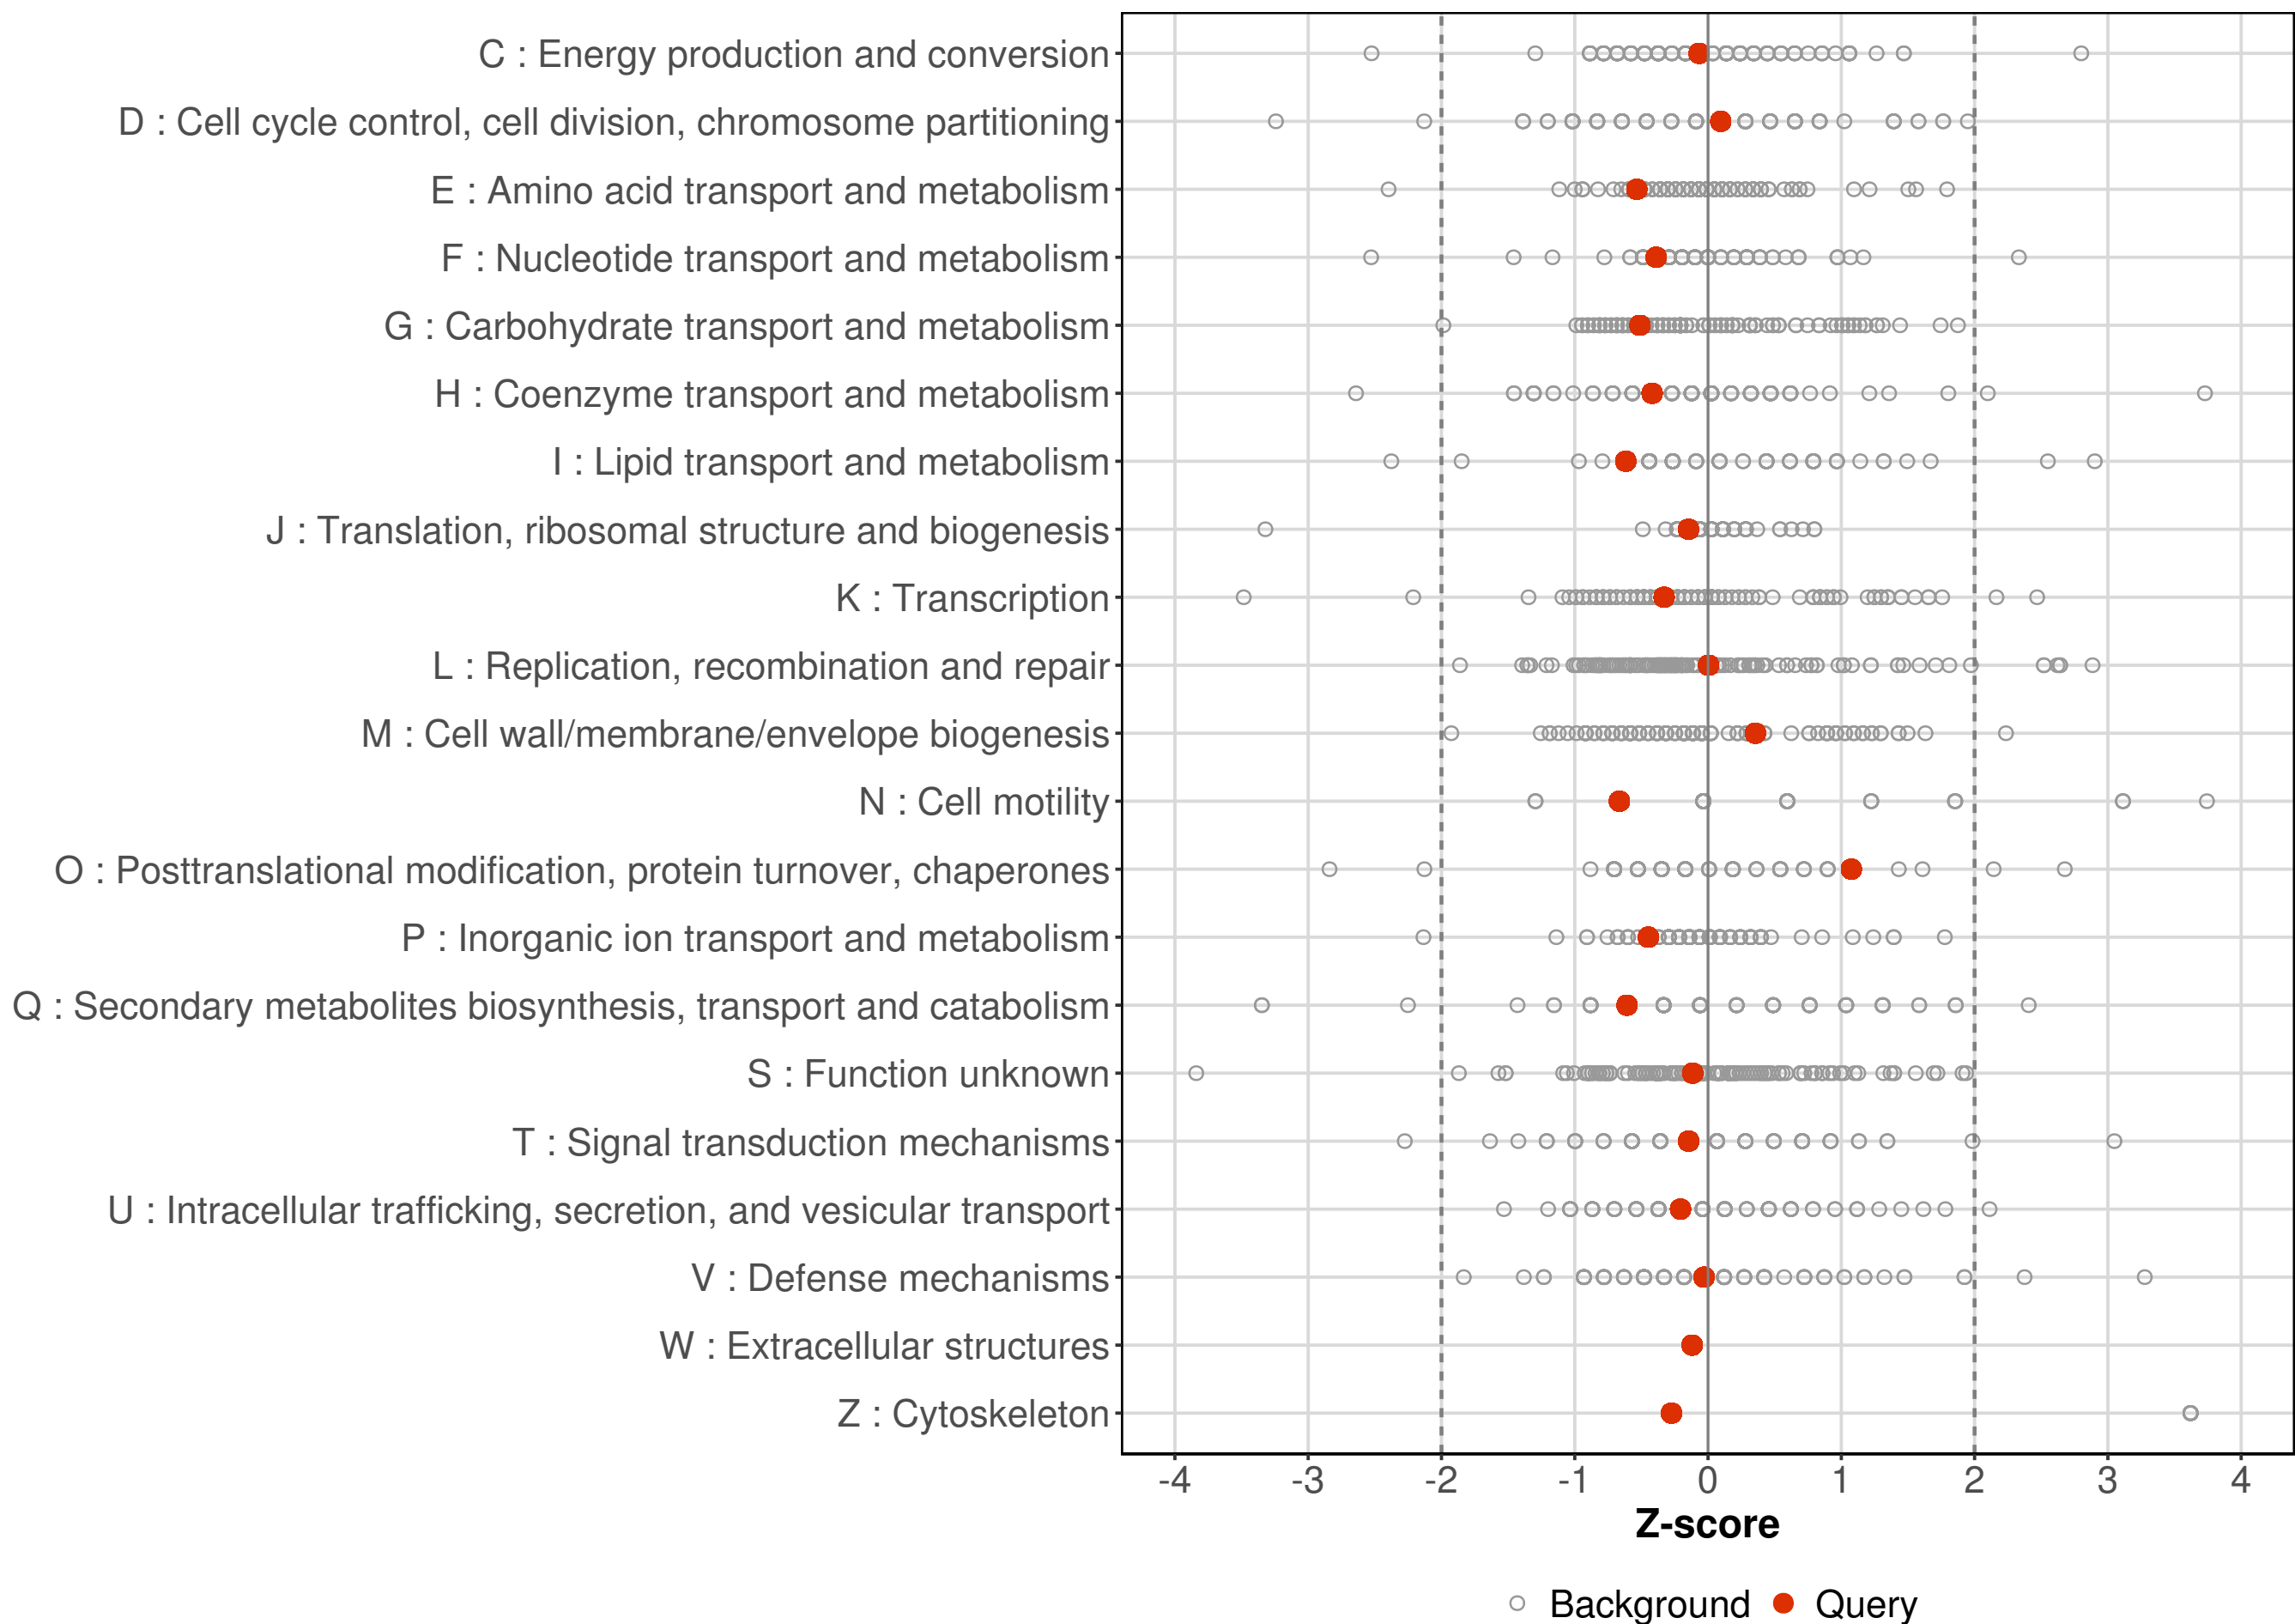 C : Energy production and conversion
D : Cell cycle control, cell division, chromosome partitioning
E : Amino acid transport and metabolism
F : Nucleotide transport and metabolism
G : Carbohydrate transport and metabolism
H : Coenzyme transport and metabolism
I : Lipid transport and metabolism
J : Translation, ribosomal structure and biogenesis
K : Transcription
L : Replication, recombination and repair
M : Cell wall/membrane/envelope biogenesis
N : Cell motility
O : Posttranslational modification, protein turnover, chaperones
P : Inorganic ion transport and metabolism
Q : Secondary metabolites biosynthesis, transport and catabolism
S : Function unknown
T : Signal transduction mechanisms
U : Intracellular trafficking, secretion, and vesicular transport
V : Defense mechanisms
W : Extracellular structures
Z : Cytoskeleton
-4 -3 -2 -1 0 1 2 3 4
Z-score
Background Query